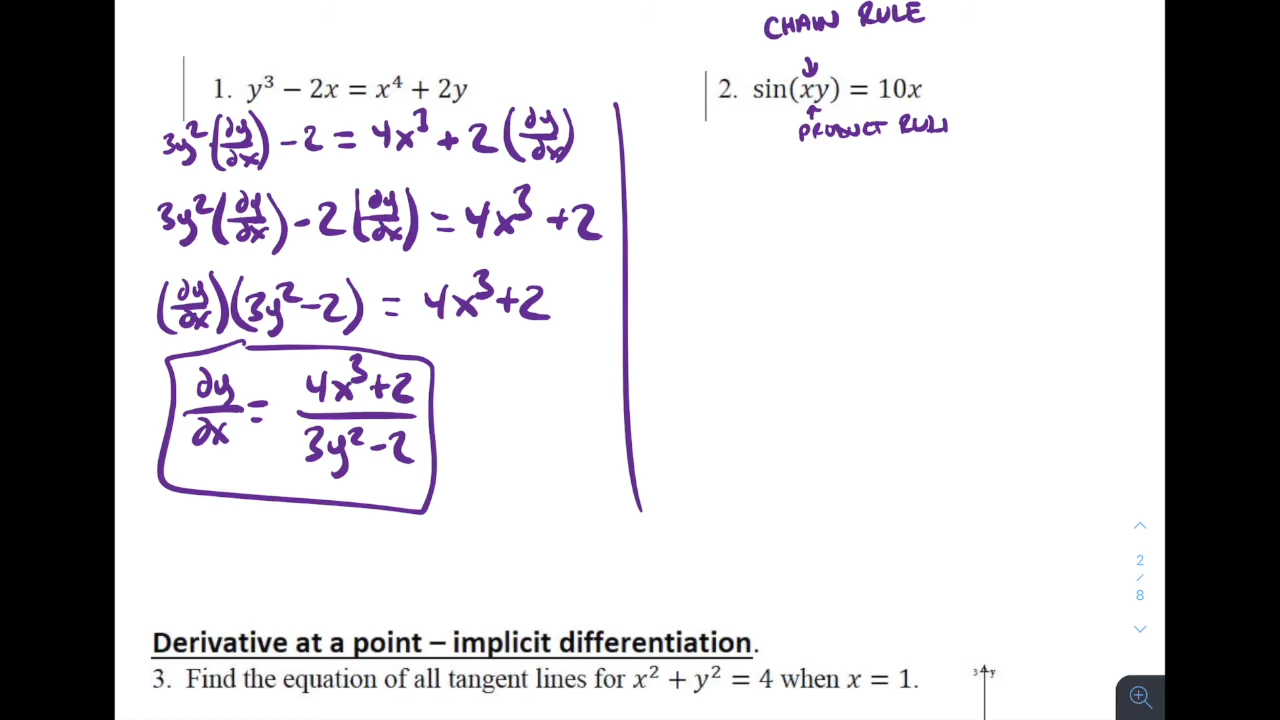 CHAIN RULE
1. y³ − 2x = x⁴ + 2y
3y²(∂y/∂x) − 2 = 4x³ + 2(∂y/∂x)
3y²(∂y/∂x) − 2(∂y/∂x) = 4x³ + 2
(∂y/∂x)(3y² − 2) = 4x³ + 2
∂y/∂x = (4x³ + 2)/(3y² − 2)
2. sin(xy) = 10x
PRODUCT RULE
2
/
8
Derivative at a point – implicit differentiation.
3. Find the equation of all tangent lines for x² + y² = 4 when x = 1.
3
y